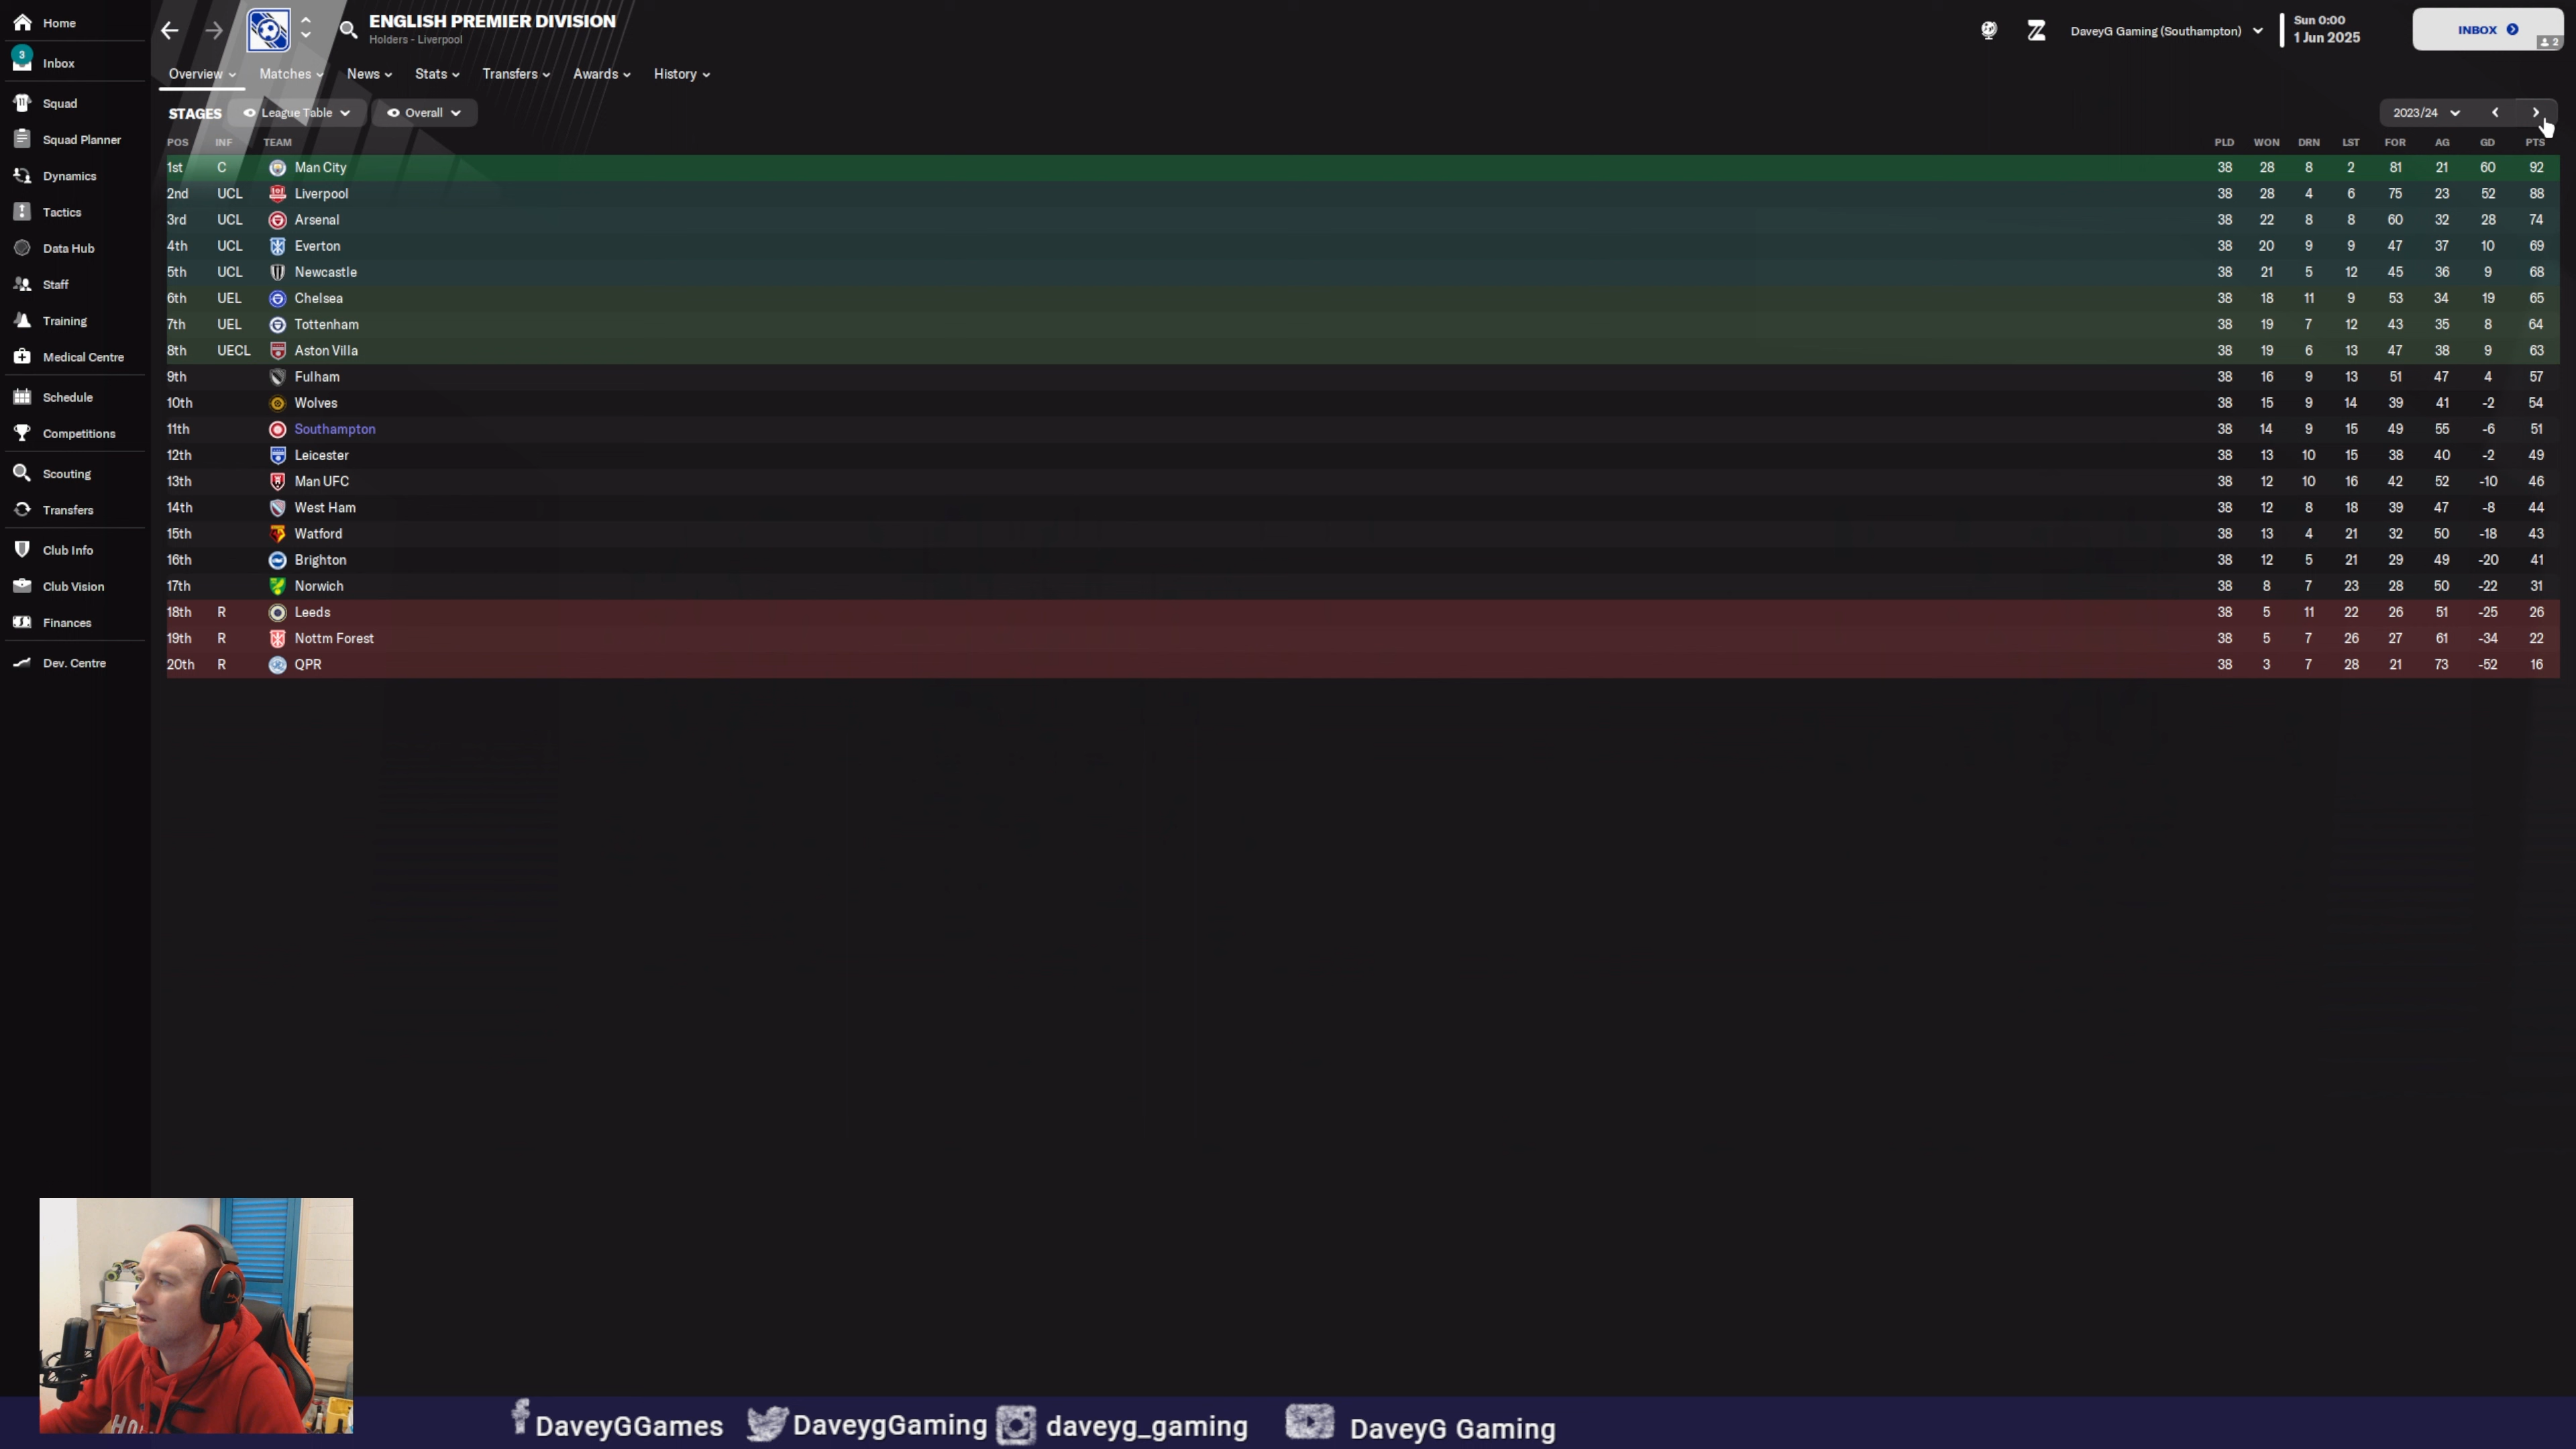 Home
3
Inbox
Squad
Squad Planner
Dynamics
Tactics
Data Hub
Staff
Training
Medical Centre
Schedule
Competitions
Scouting
Transfers
Club Info
Club Vision
Finances
Dev. Centre
ENGLISH PREMIER DIVISION
Holders - Liverpool
DaveyG Gaming (Southampton)
Sun 0:00
1 Jun 2025
INBOX
2
Overview Matches News Stats Transfers Awards History
STAGES League Table Overall 2023/24
POS INF TEAM PLD WON DRN LST FOR AG GD PTS
1st C Man City 38 28 8 2 81 21 60 92
2nd UCL Liverpool 38 28 4 6 75 23 52 88
3rd UCL Arsenal 38 22 8 8 60 32 28 74
4th UCL Everton 38 20 9 9 47 37 10 69
5th UCL Newcastle 38 21 5 12 45 36 9 68
6th UEL Chelsea 38 18 11 9 53 34 19 65
7th UEL Tottenham 38 19 7 12 43 35 8 64
8th UECL Aston Villa 38 19 6 13 47 38 9 63
9th Fulham 38 16 9 13 51 47 4 57
10th Wolves 38 15 9 14 39 41 -2 54
11th Southampton 38 14 9 15 49 55 -6 51
12th Leicester 38 13 10 15 38 40 -2 49
13th Man UFC 38 12 10 16 42 52 -10 46
14th West Ham 38 12 8 18 39 47 -8 44
15th Watford 38 13 4 21 32 50 -18 43
16th Brighton 38 12 5 21 29 49 -20 41
17th Norwich 38 8 7 23 28 50 -22 31
18th R Leeds 38 5 11 22 26 51 -25 26
19th R Nottm Forest 38 5 7 26 27 61 -34 22
20th R QPR 38 3 7 28 21 73 -52 16
DaveyGGames DaveygGaming daveyg_gaming DaveyG Gaming